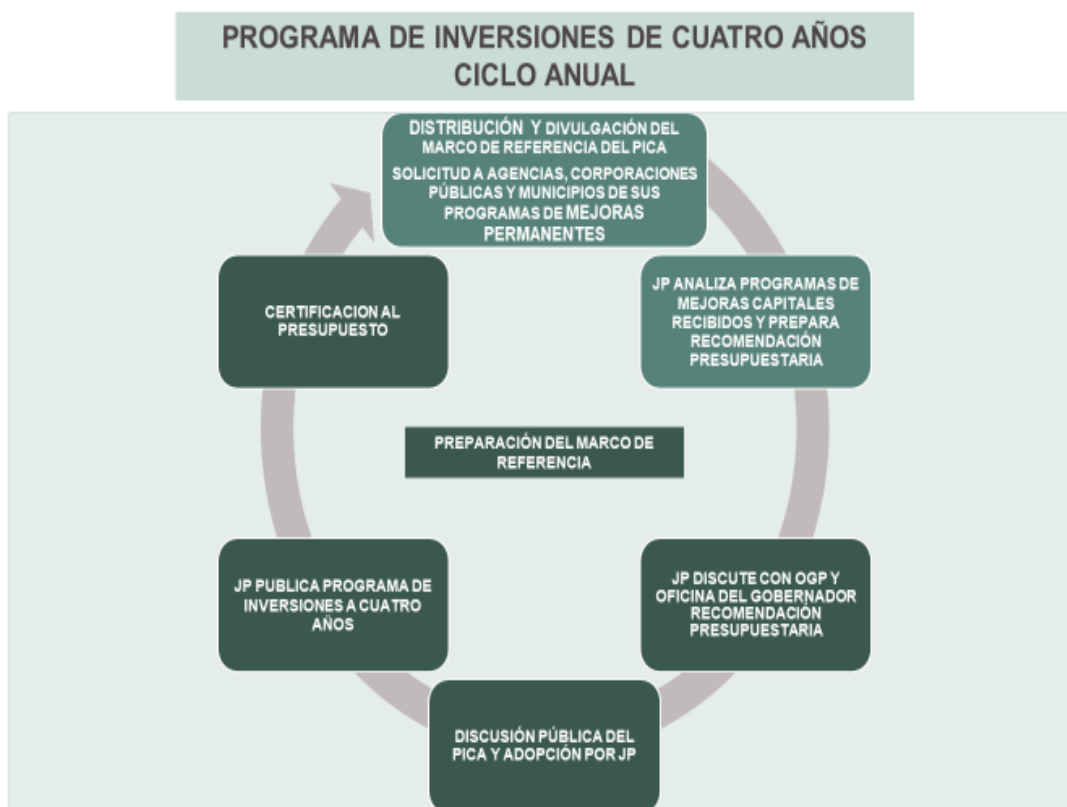 PROGRAMA DE INVERSIONES DE CUATRO AÑOS
CICLO ANUAL
DISTRIBUCIÓN Y DIVULGACIÓN DEL
MARCO DE REFERENCIA DEL PICA
SOLICITUD A AGENCIAS, CORPORACIONES
PÚBLICAS Y MUNICIPIOS DE SUS
PROGRAMAS DE MEJORAS
PERMANENTES
JP ANALIZA PROGRAMAS DE
MEJORAS CAPITALES
RECIBIDOS Y PREPARA
RECOMENDACIÓN
PRESUPUESTARIA
JP DISCUTE CON OGP Y
OFICINA DEL GOBERNADOR
RECOMENDACIÓN
PRESUPUESTARIA
DISCUSIÓN PÚBLICA DEL
PICA Y ADOPCIÓN POR JP
JP PUBLICA PROGRAMA DE
INVERSIONES A CUATRO
AÑOS
CERTIFICACION AL
PRESUPUESTO
PREPARACIÓN DEL MARCO DE
REFERENCIA